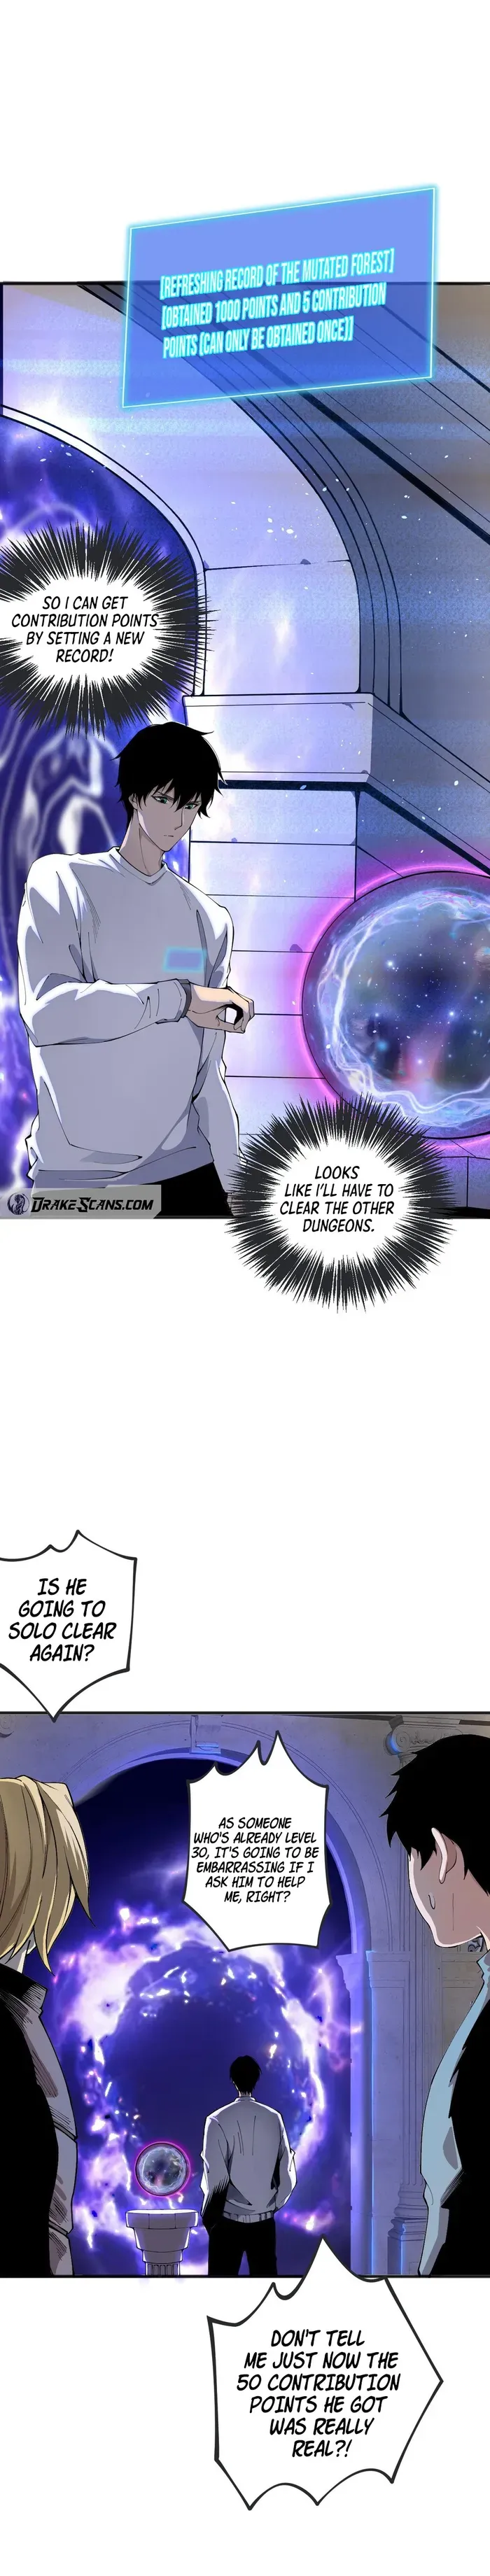 [REFRESHING RECORD OF THE MUTATED FOREST]
[OBTAINED 1000 POINTS AND 5 CONTRIBUTION
POINTS (CAN ONLY BE OBTAINED ONCE)]
SO I CAN GET
CONTRIBUTION POINTS
BY SETTING A NEW
RECORD!
DRAKESCANS.COM
LOOKS
LIKE I'LL HAVE TO
CLEAR THE OTHER
DUNGEONS.
IS HE
GOING TO
SOLO CLEAR
AGAIN?
AS SOMEONE
WHO'S ALREADY LEVEL
30, IT'S GOING TO BE
EMBARRASSING IF I
ASK HIM TO HELP
ME, RIGHT?
DON'T TELL
ME JUST NOW THE
50 CONTRIBUTION
POINTS HE GOT
WAS REALLY
REAL?!